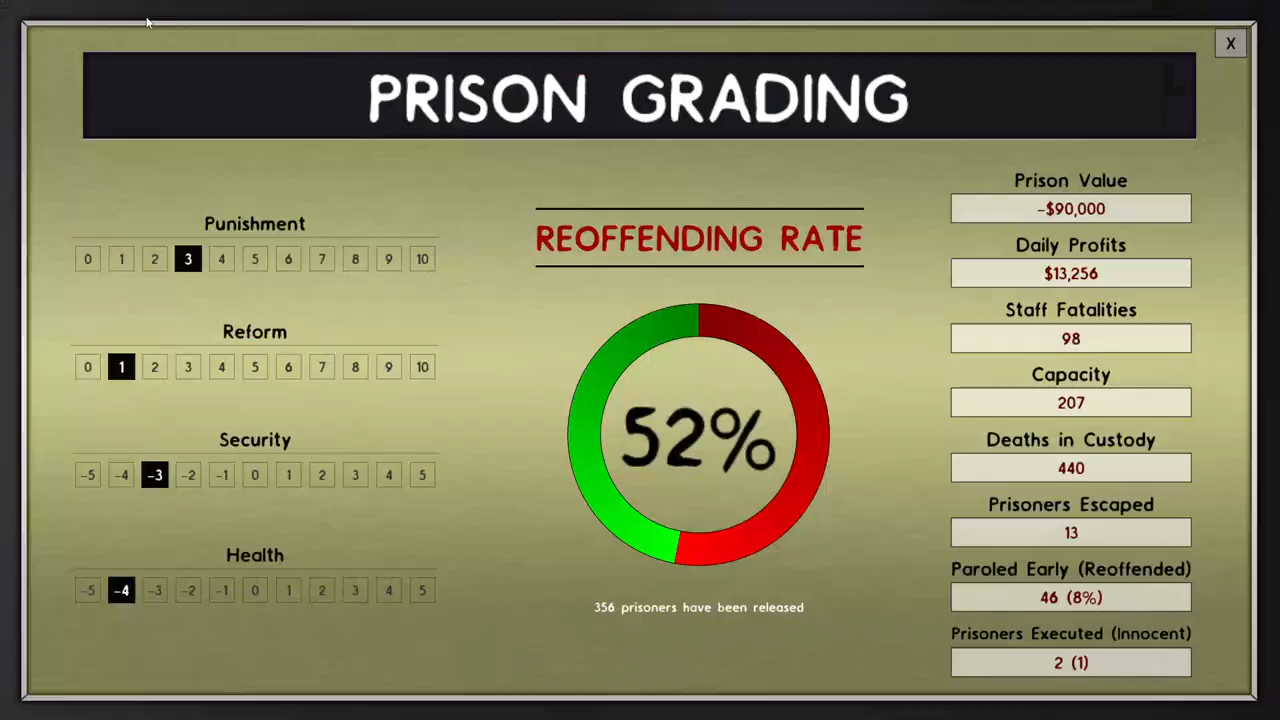 X
PRISON GRADING
Punishment
0 1 2 3 4 5 6 7 8 9 10
Reform
0 1 2 3 4 5 6 7 8 9 10
Security
-5 -4 -3 -2 -1 0 1 2 3 4 5
Health
-5 -4 -3 -2 -1 0 1 2 3 4 5
REOFFENDING RATE
52%
356 prisoners have been released
Prison Value
-$90,000
Daily Profits
$13,256
Staff Fatalities
98
Capacity
207
Deaths in Custody
440
Prisoners Escaped
13
Paroled Early (Reoffended)
46 (8%)
Prisoners Executed (Innocent)
2 (1)